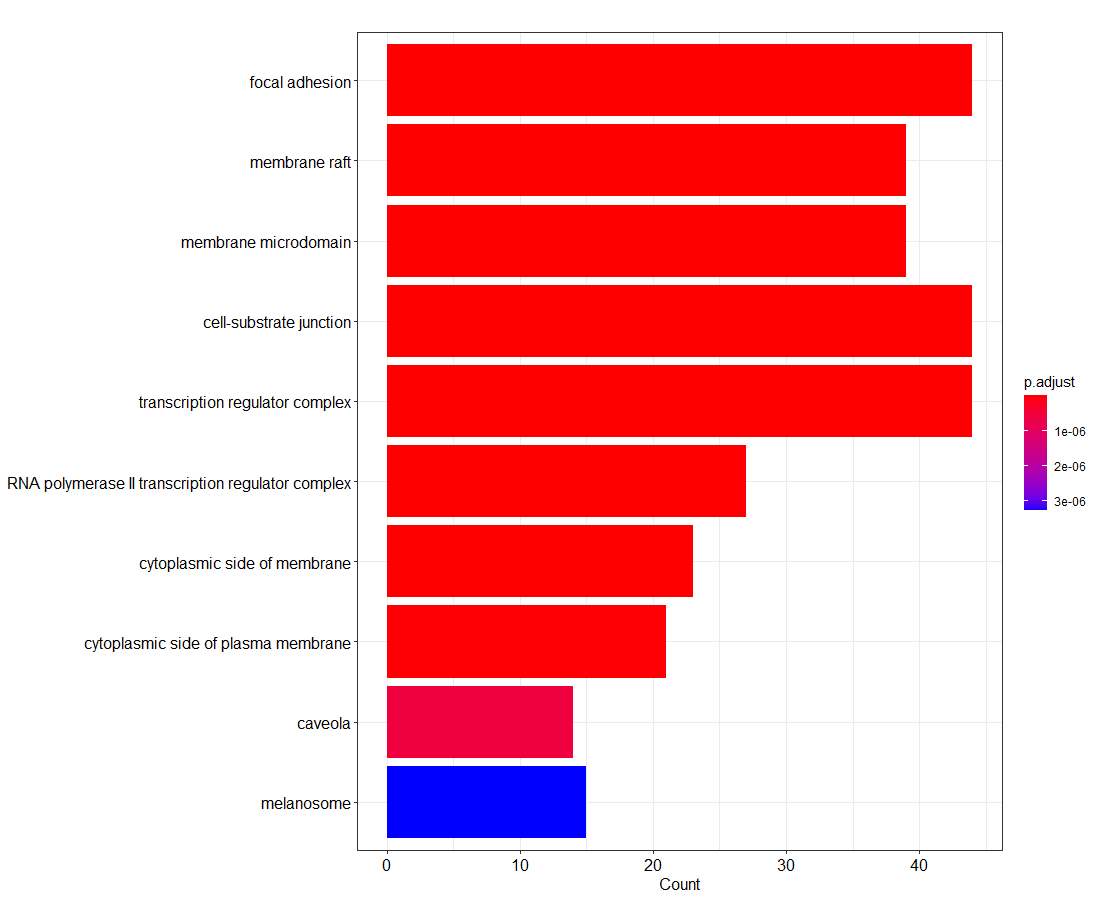 focal adhesion
membrane raft
membrane microdomain
cell-substrate junction
transcription regulator complex
RNA polymerase II transcription regulator complex
cytoplasmic side of membrane
cytoplasmic side of plasma membrane
caveola
melanosome
0 10 20 30 40
Count
p.adjust
1e-06
2e-06
3e-06